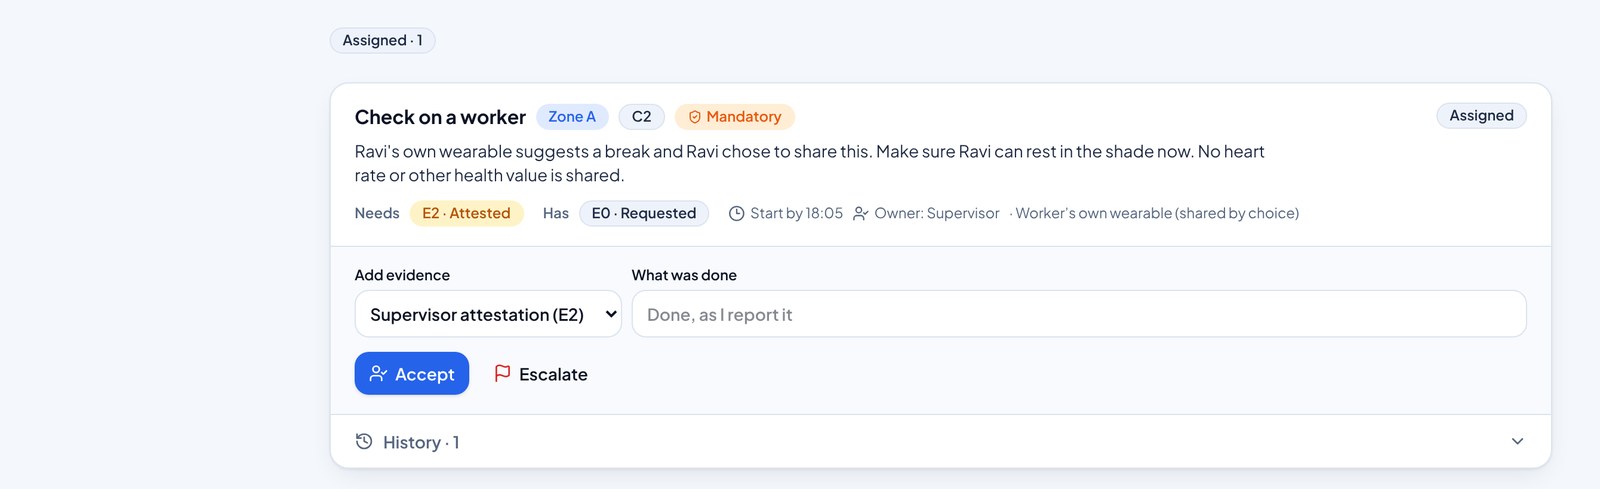 Assigned · 1
Check on a worker Zone A C2 Mandatory Assigned
Ravi's own wearable suggests a break and Ravi chose to share this. Make sure Ravi can rest in the shade now. No heart
rate or other health value is shared.
Needs E2 · Attested Has E0 · Requested Start by 18:05 Owner: Supervisor · Worker's own wearable (shared by choice)
Add evidence What was done
Supervisor attestation (E2) Done, as I report it
Accept Escalate
History · 1